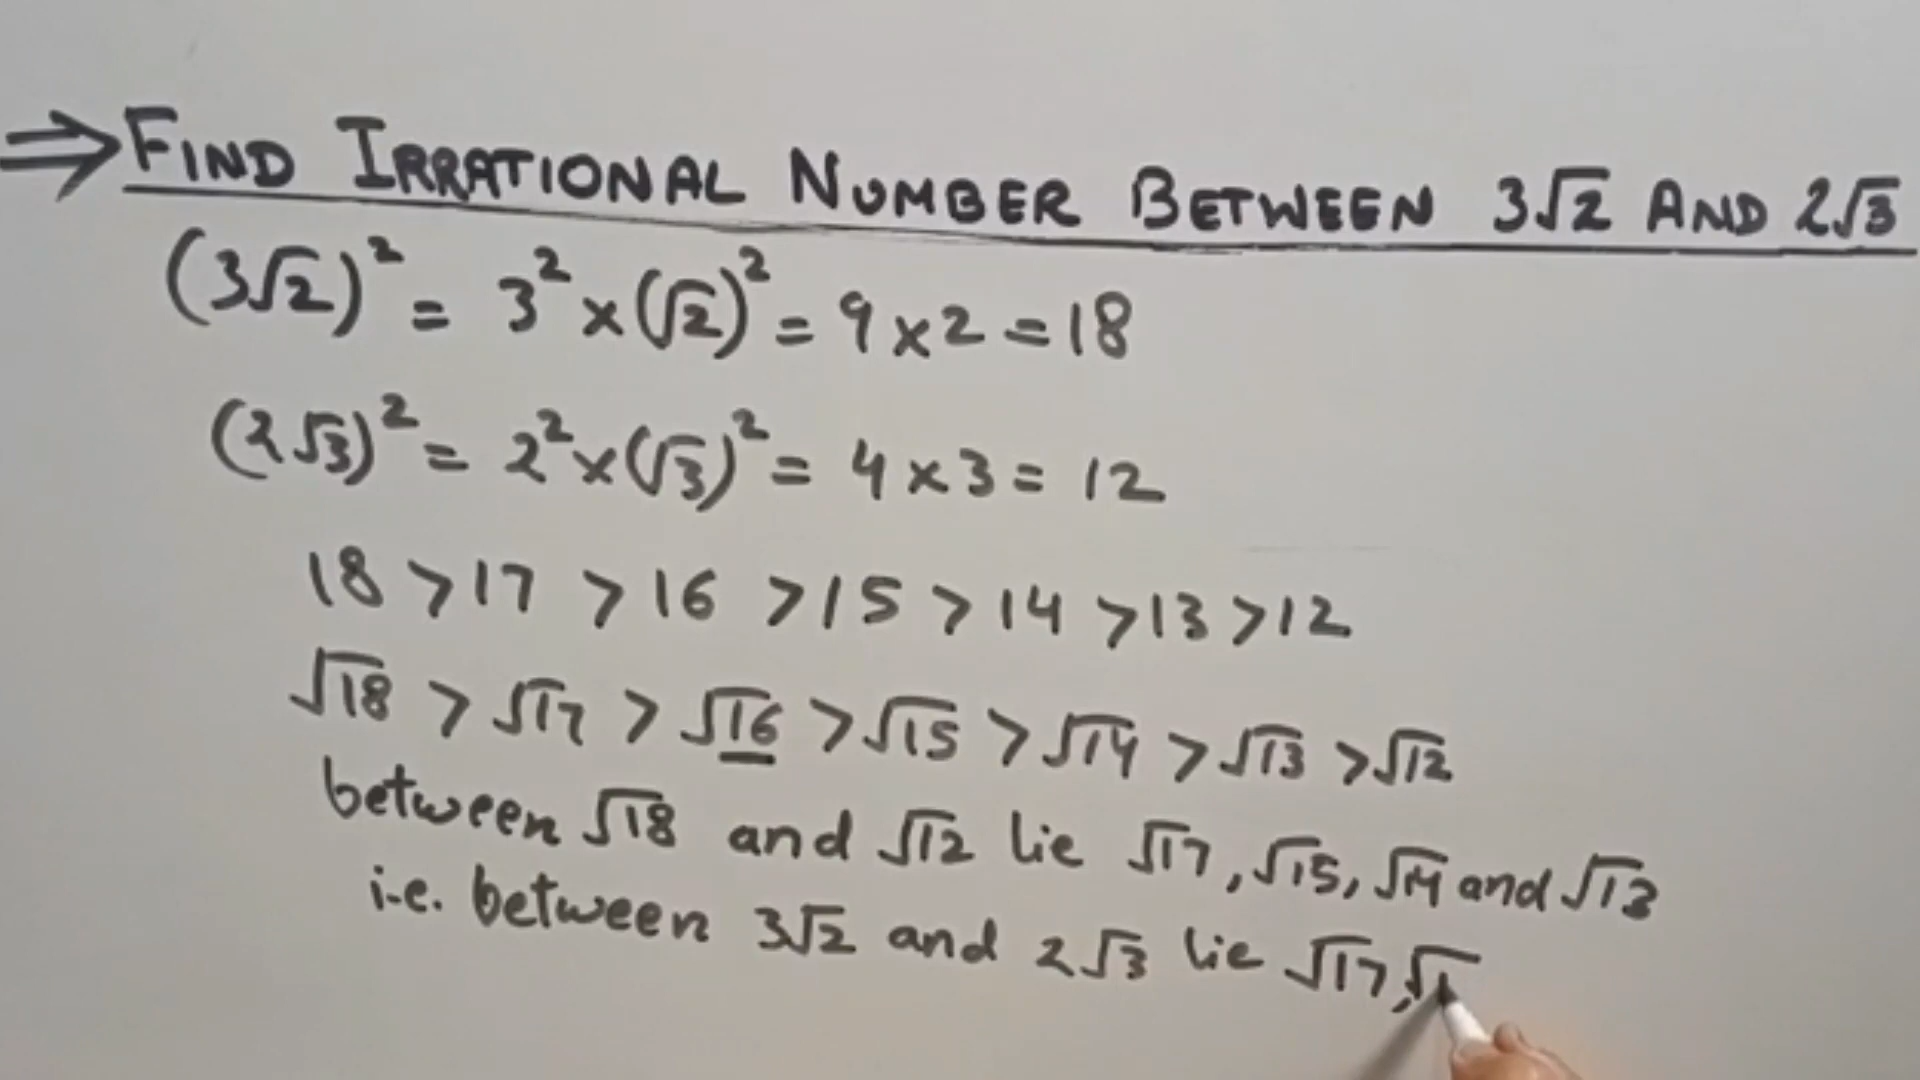 ⇒ FIND IRRATIONAL NUMBER BETWEEN 3√2 AND 2√3
(3√2)² = 3² × (√2)² = 9 × 2 = 18
(2√3)² = 2² × (√3)² = 4 × 3 = 12
18 > 17 > 16 > 15 > 14 > 13 > 12
√18 > √17 > √16 > √15 > √14 > √13 > √12
between √18 and √12 lie √17, √15, √14 and √13
i.e. between 3√2 and 2√3 lie √17, √1